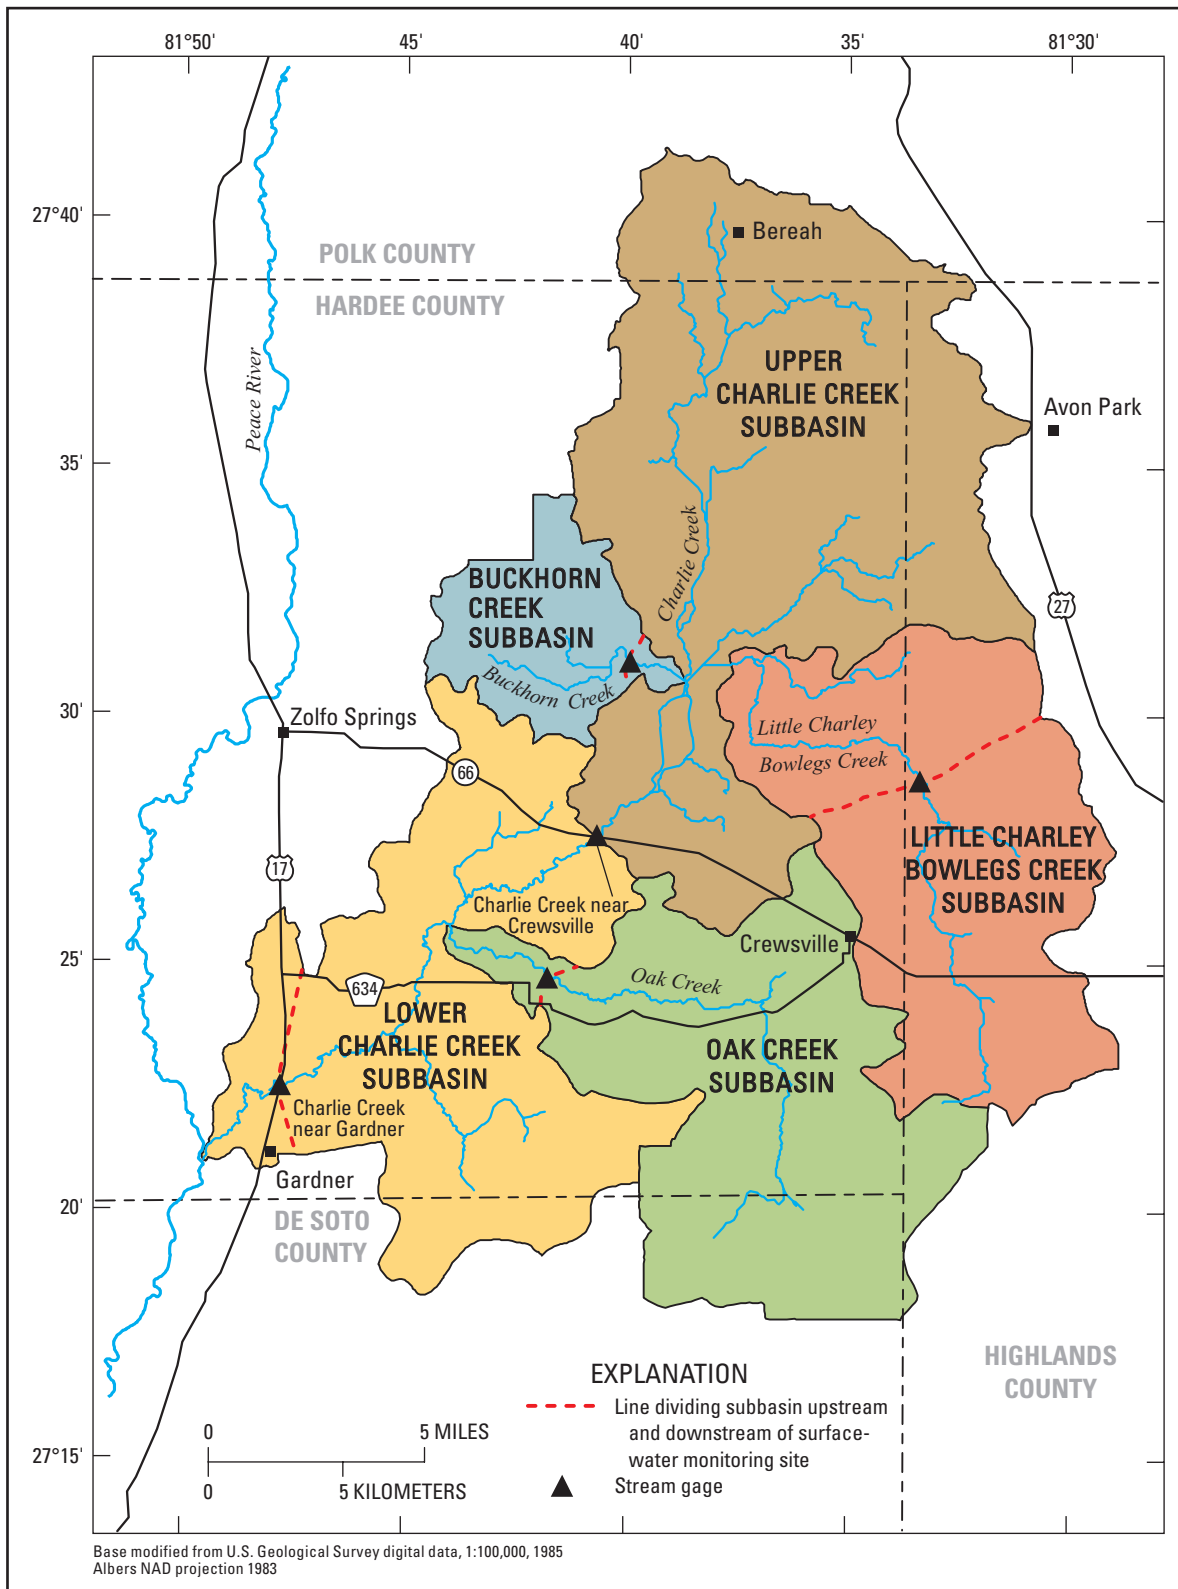 81°50'
45'
40'
35'
81°30'
27°40'
35'
30'
25'
20'
27°15'
POLK COUNTY
HARDEE COUNTY
Bereah
Peace River
UPPER
CHARLIE CREEK
SUBBASIN
Avon Park
Charlie Creek
BUCKHORN
CREEK
SUBBASIN
27
Buckhorn Creek
Zolfo Springs
Little Charley
Bowlegs Creek
66
LITTLE CHARLEY
BOWLEGS CREEK
SUBBASIN
17
Charlie Creek near
Crewsville
Crewsville
634
Oak Creek
LOWER
CHARLIE CREEK
SUBBASIN
OAK CREEK
SUBBASIN
Charlie Creek
near Gardner
Gardner
DE SOTO
COUNTY
HIGHLANDS
COUNTY
EXPLANATION
Line dividing subbasin upstream
and downstream of surface-
water monitoring site
Stream gage
0
5 MILES
0
5 KILOMETERS
Base modified from U.S. Geological Survey digital data, 1:100,000, 1985
Albers NAD projection 1983